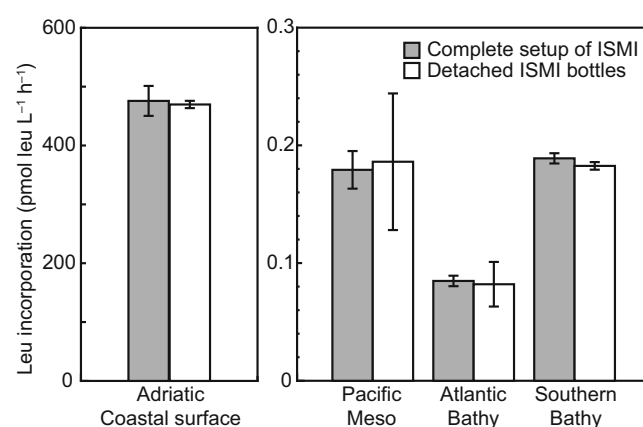 Leu incorporation (pmol leu L⁻¹ h⁻¹)
600
400
200
0
0.3
0.2
0.1
0
Complete setup of ISMI
Detached ISMI bottles
Adriatic
Coastal surface
Pacific
Meso
Atlantic
Bathy
Southern
Bathy